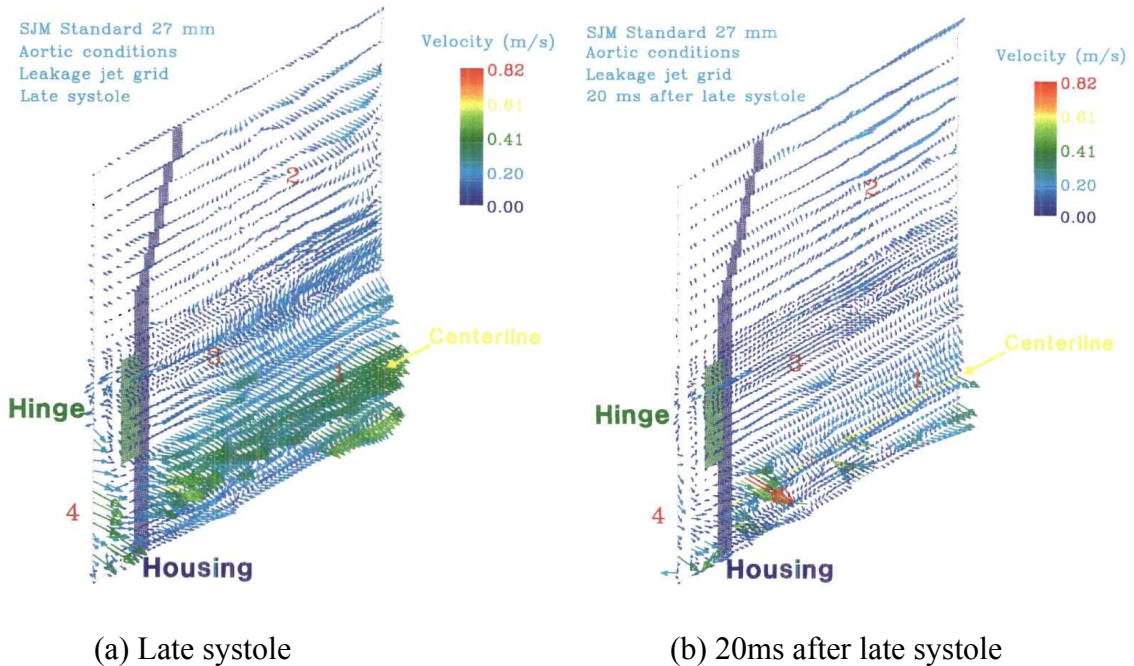 SJM Standard 27 mm
Aortic conditions
Leakage jet grid
Late systole
Velocity (m/s)
0.82
0.61
0.41
0.20
0.00
2
3
1
Centerline
Hinge
4
Housing
(a) Late systole
SJM Standard 27 mm
Aortic conditions
Leakage jet grid
20 ms after late systole
Velocity (m/s)
0.82
0.61
0.41
0.20
0.00
2
3
1
Centerline
Hinge
4
Housing
(b) 20ms after late systole